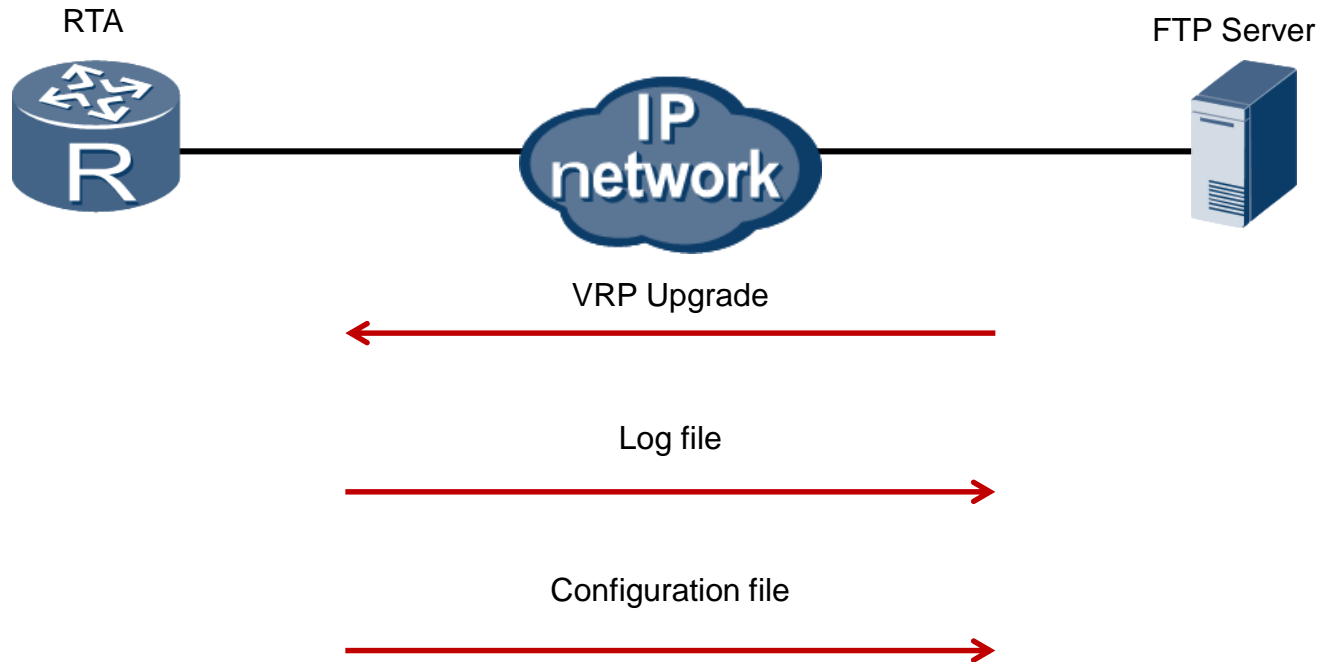 RTA
FTP Server
R
IP
network
VRP Upgrade
Log file
Configuration file